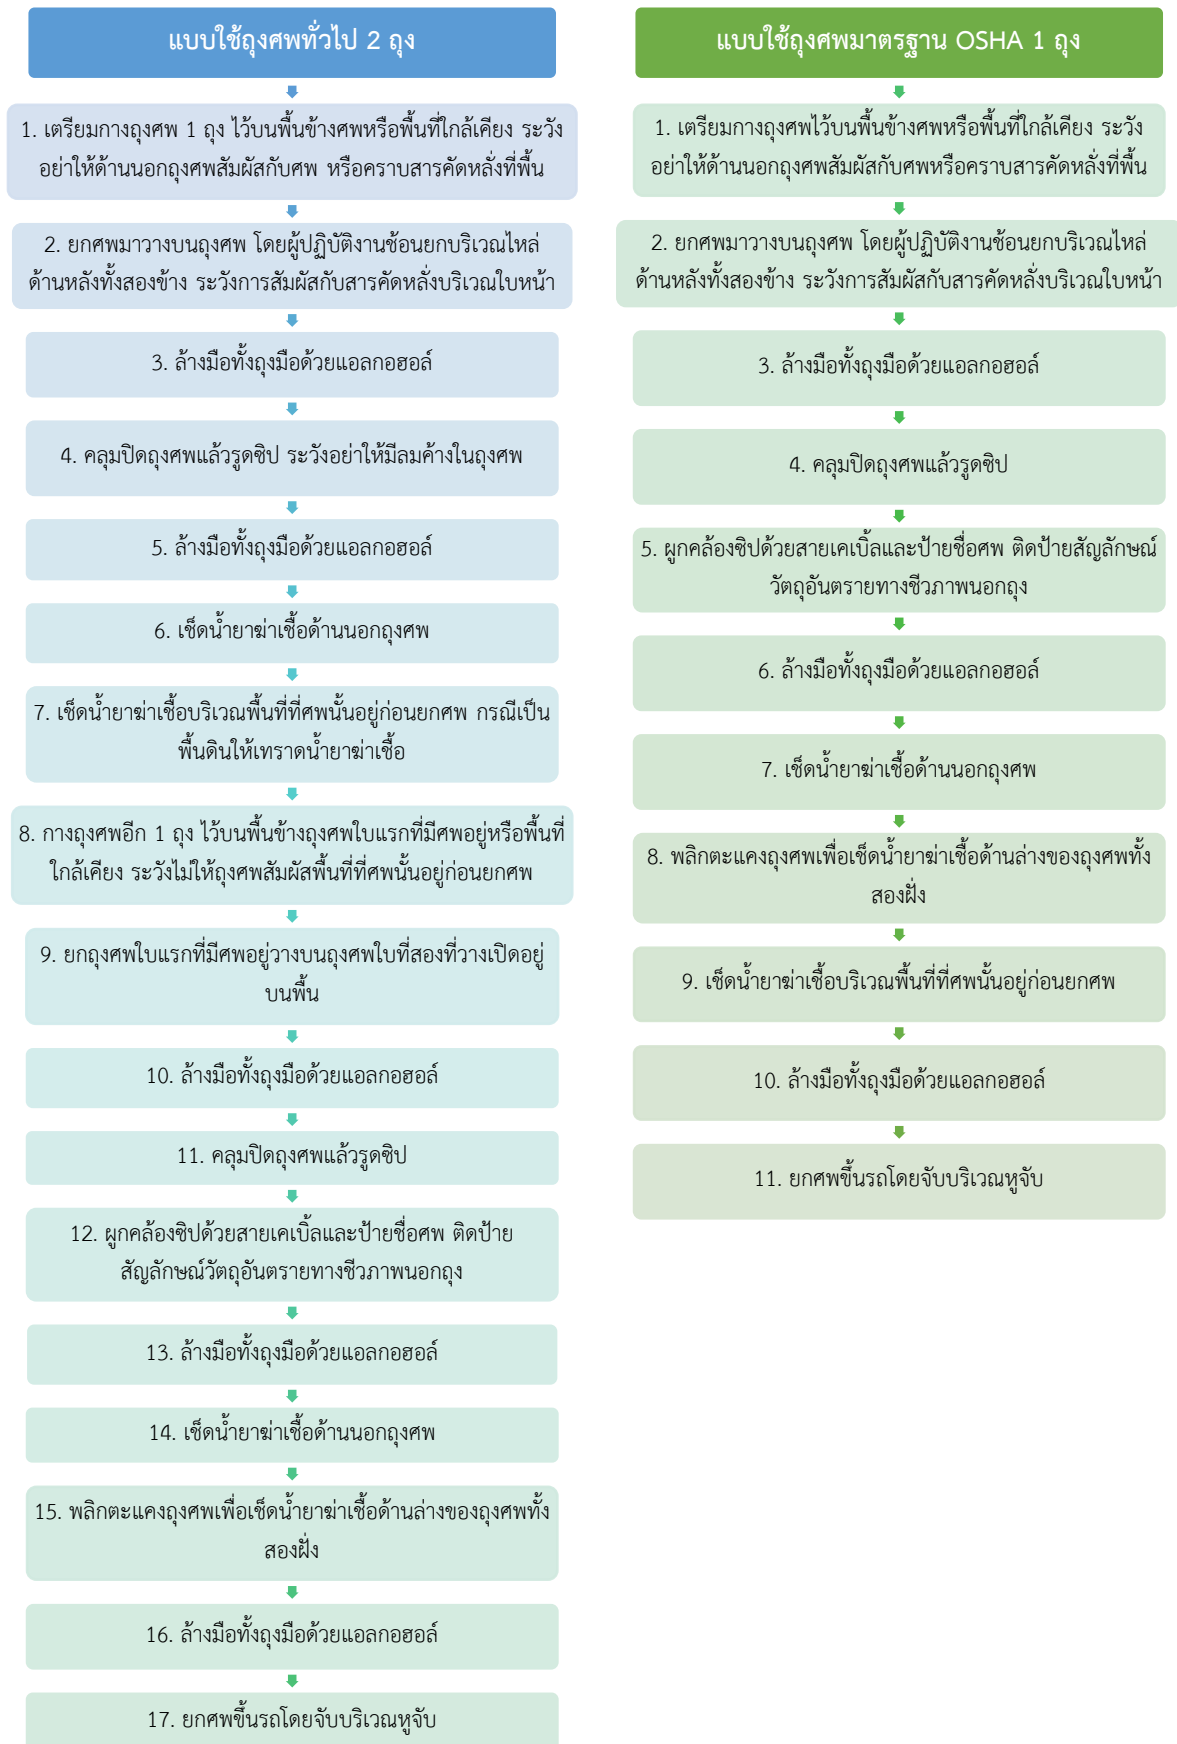 แบบใช้ถุงศพทั่วไป 2 ถุง
1. เตรียมกางถุงศพ 1 ถุง ไว้บนพื้นข้างศพหรือพื้นที่ใกล้เคียง ระวัง
อย่าให้ด้านนอกถุงศพสัมผัสกับศพ หรือคราบสารคัดหลั่งที่พื้น
2. ยกศพมาวางบนถุงศพ โดยผู้ปฏิบัติงานช้อนยกบริเวณไหล่
ด้านหลังทั้งสองข้าง ระวังการสัมผัสกับสารคัดหลั่งบริเวณใบหน้า
3. ล้างมือทั้งถุงมือด้วยแอลกอฮอล์
4. คลุมปิดถุงศพแล้วรูดซิป ระวังอย่าให้มีลมค้างในถุงศพ
5. ล้างมือทั้งถุงมือด้วยแอลกอฮอล์
6. เช็ดน้ำยาฆ่าเชื้อด้านนอกถุงศพ
7. เช็ดน้ำยาฆ่าเชื้อบริเวณพื้นที่ที่ศพนั้นอยู่ก่อนยกศพ กรณีเป็น
พื้นดินให้เทราดน้ำยาฆ่าเชื้อ
8. กางถุงศพอีก 1 ถุง ไว้บนพื้นข้างถุงศพใบแรกที่มีศพอยู่หรือพื้นที่
ใกล้เคียง ระวังไม่ให้ถุงศพสัมผัสพื้นที่ที่ศพนั้นอยู่ก่อนยกศพ
9. ยกถุงศพใบแรกที่มีศพอยู่วางบนถุงศพใบที่สองที่วางเปิดอยู่
บนพื้น
10. ล้างมือทั้งถุงมือด้วยแอลกอฮอล์
11. คลุมปิดถุงศพแล้วรูดซิป
12. ผูกคล้องซิปด้วยสายเคเบิ้ลและป้ายชื่อศพ ติดป้าย
สัญลักษณ์วัตถุอันตรายทางชีวภาพนอกถุง
13. ล้างมือทั้งถุงมือด้วยแอลกอฮอล์
14. เช็ดน้ำยาฆ่าเชื้อด้านนอกถุงศพ
15. พลิกตะแคงถุงศพเพื่อเช็ดน้ำยาฆ่าเชื้อด้านล่างของถุงศพทั้ง
สองฝั่ง
16. ล้างมือทั้งถุงมือด้วยแอลกอฮอล์
17. ยกศพขึ้นรถโดยจับบริเวณหูจับ
แบบใช้ถุงศพมาตรฐาน OSHA 1 ถุง
1. เตรียมกางถุงศพไว้บนพื้นข้างศพหรือพื้นที่ใกล้เคียง ระวัง
อย่าให้ด้านนอกถุงศพสัมผัสกับศพหรือคราบสารคัดหลั่งที่พื้น
2. ยกศพมาวางบนถุงศพ โดยผู้ปฏิบัติงานช้อนยกบริเวณไหล่
ด้านหลังทั้งสองข้าง ระวังการสัมผัสกับสารคัดหลั่งบริเวณใบหน้า
3. ล้างมือทั้งถุงมือด้วยแอลกอฮอล์
4. คลุมปิดถุงศพแล้วรูดซิป
5. ผูกคล้องซิปด้วยสายเคเบิ้ลและป้ายชื่อศพ ติดป้ายสัญลักษณ์
วัตถุอันตรายทางชีวภาพนอกถุง
6. ล้างมือทั้งถุงมือด้วยแอลกอฮอล์
7. เช็ดน้ำยาฆ่าเชื้อด้านนอกถุงศพ
8. พลิกตะแคงถุงศพเพื่อเช็ดน้ำยาฆ่าเชื้อด้านล่างของถุงศพทั้ง
สองฝั่ง
9. เช็ดน้ำยาฆ่าเชื้อบริเวณพื้นที่ที่ศพนั้นอยู่ก่อนยกศพ
10. ล้างมือทั้งถุงมือด้วยแอลกอฮอล์
11. ยกศพขึ้นรถโดยจับบริเวณหูจับ